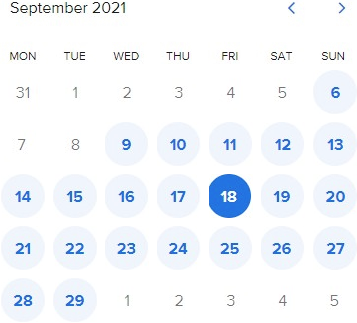 September 2021
MON TUE WED THU FRI SAT SUN
31 1 2 3 4 5 6
7 8 9 10 11 12 13
14 15 16 17 18 19 20
21 22 23 24 25 26 27
28 29 1 2 3 4 5